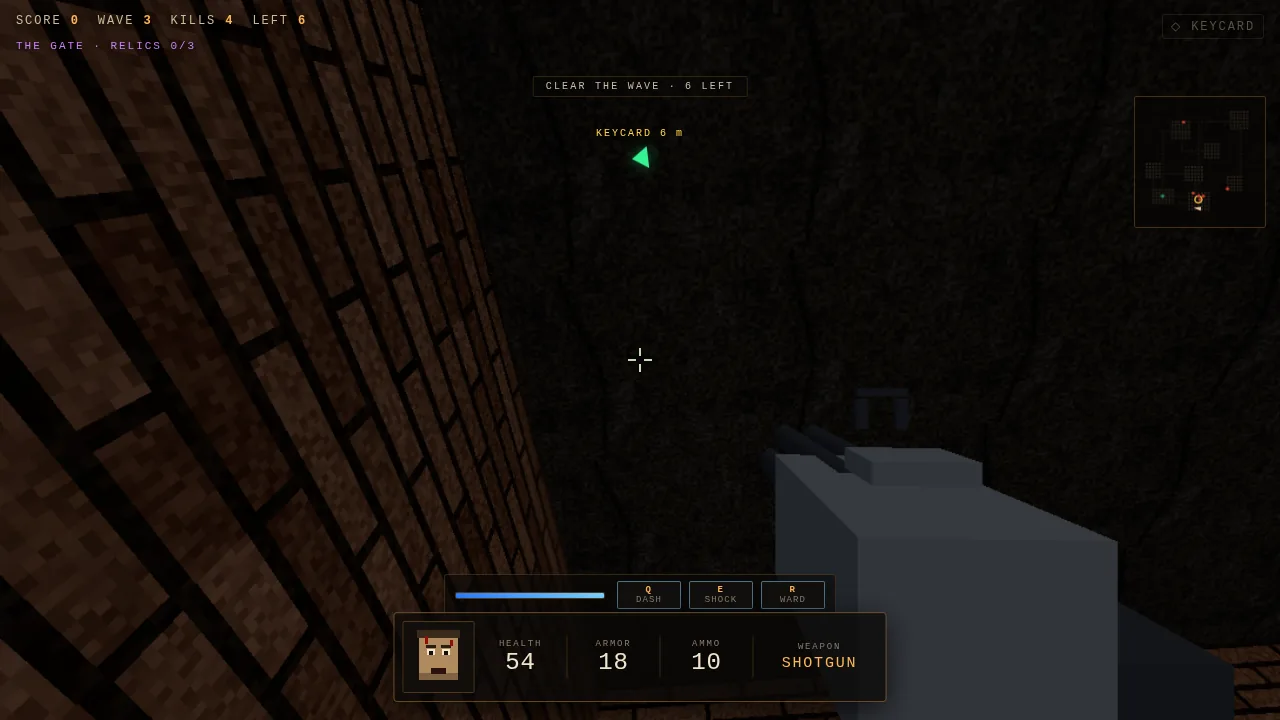 SCORE 0 WAVE 3 KILLS 4 LEFT 6
THE GATE · RELICS 0/3
◇ KEYCARD
CLEAR THE WAVE · 6 LEFT
KEYCARD 6 m
Q
DASH
E
SHOCK
R
WARD
HEALTH
54
ARMOR
18
AMMO
10
WEAPON
SHOTGUN